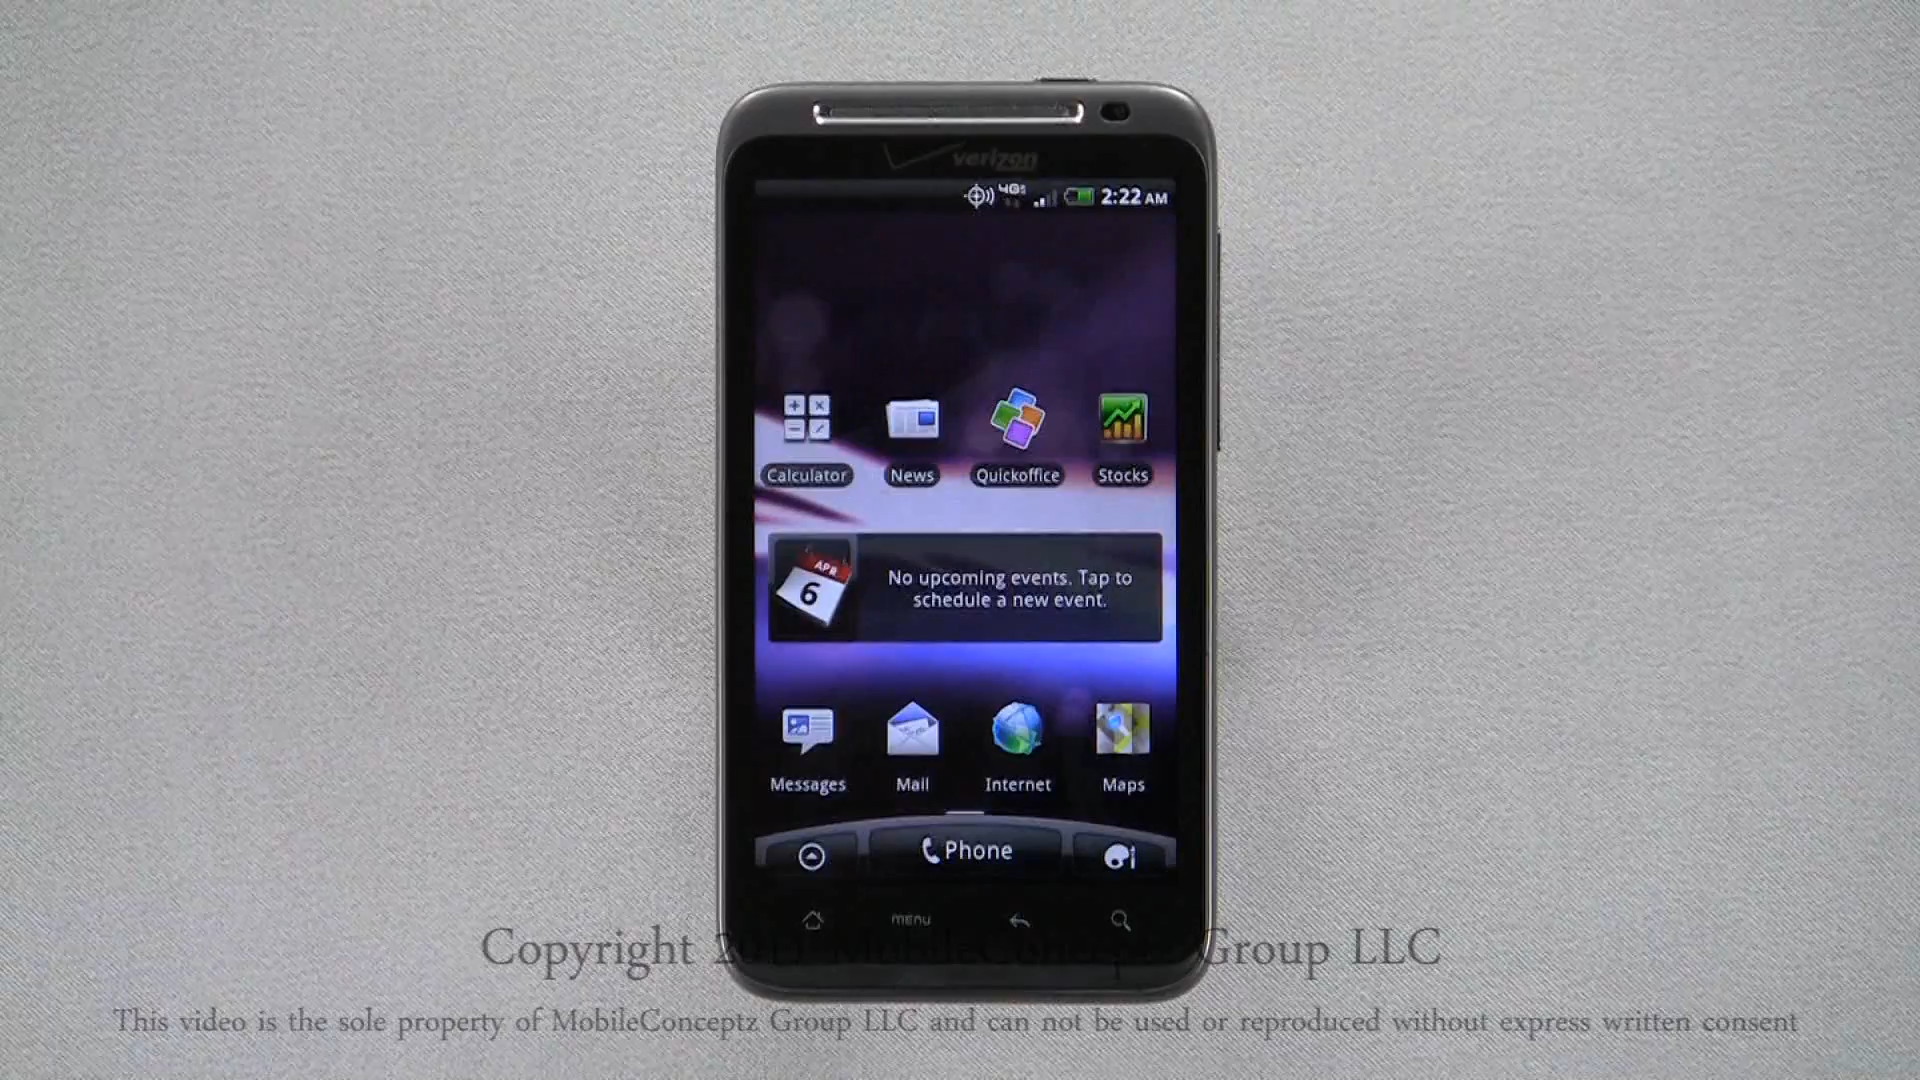 verizon
4G 2:22 AM
Calculator News Quickoffice Stocks
APR
6
No upcoming events. Tap to
schedule a new event.
Messages Mail Internet Maps
Phone
MENU
Copyright 2011 MobileConceptz Group LLC
This video is the sole property of MobileConceptz Group LLC and can not be used or reproduced without express written consent